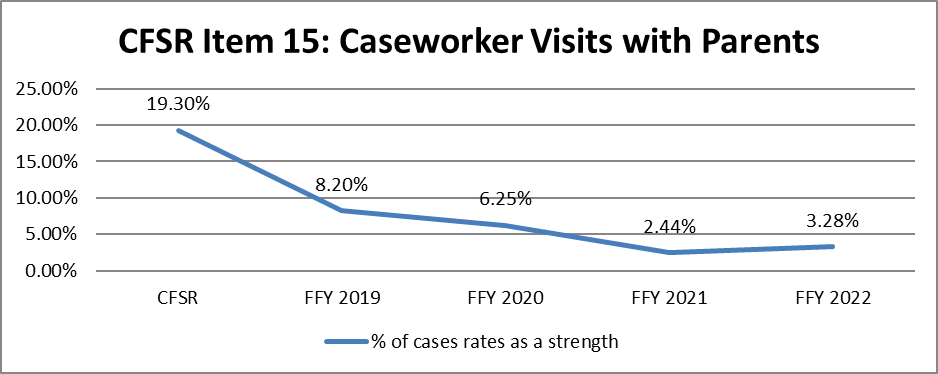 CFSR Item 15: Caseworker Visits with Parents
25.00%
20.00%
15.00%
10.00%
5.00%
0.00%
19.30%
8.20%
6.25%
2.44%
3.28%
CFSR
FFY 2019
FFY 2020
FFY 2021
FFY 2022
% of cases rates as a strength